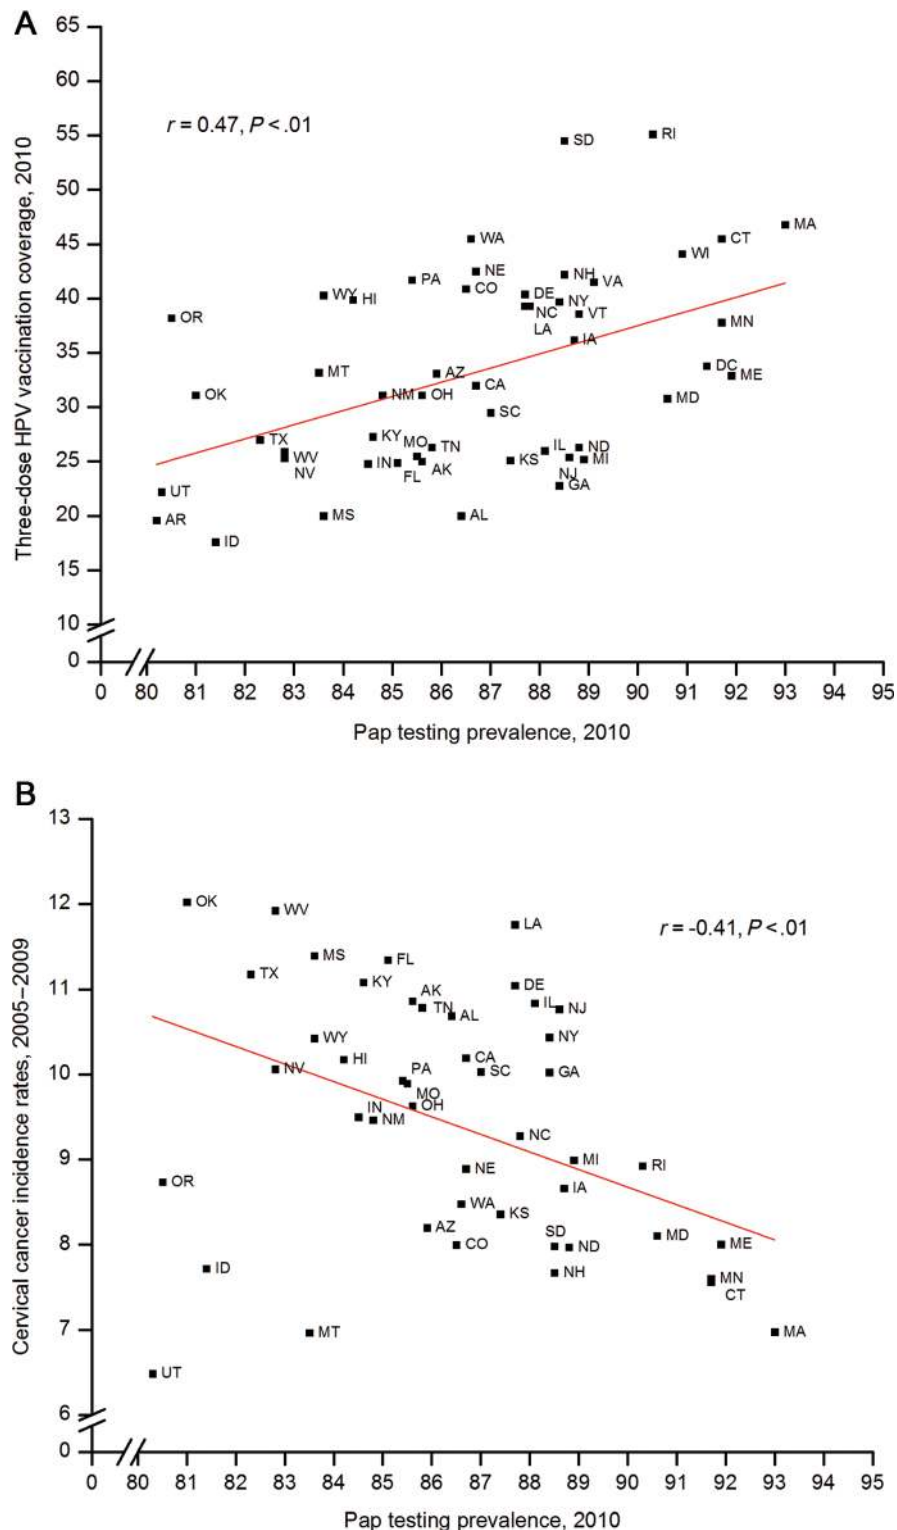 A
65
60
r = 0.47, P < .01
55
SD
RI
50
MA
45
WA
CT
WI
NE
NH
VA
PA
CO
40
WY
HI
DE
NY
NC
VT
LA
OR
MN
IA
35
MT
AZ
DC
ME
CA
OK
NM
OH
MD
30
SC
TX
KY
MO
TN
IL
ND
25
WV
NV
IN
FL
AK
KS
NJ
MI
GA
UT
20
AR
MS
AL
ID
15
10
0
Three-dose HPV vaccination coverage, 2010
0 80 81 82 83 84 85 86 87 88 89 90 91 92 93 94 95
Pap testing prevalence, 2010
B
13
12
OK
WV
LA
r = -0.41, P < .01
MS
FL
TX
KY
11
DE
AK
TN
AL
IL
NJ
WY
NY
HI
CA
10
NV
PA
MO
SC
GA
OH
IN
NM
NC
9
MI
RI
NE
OR
IA
WA
KS
AZ
SD
MD
8
CO
ND
ME
ID
NH
MN
CT
7
MT
MA
UT
6
0
Cervical cancer incidence rates, 2005–2009
0 80 81 82 83 84 85 86 87 88 89 90 91 92 93 94 95
Pap testing prevalence, 2010